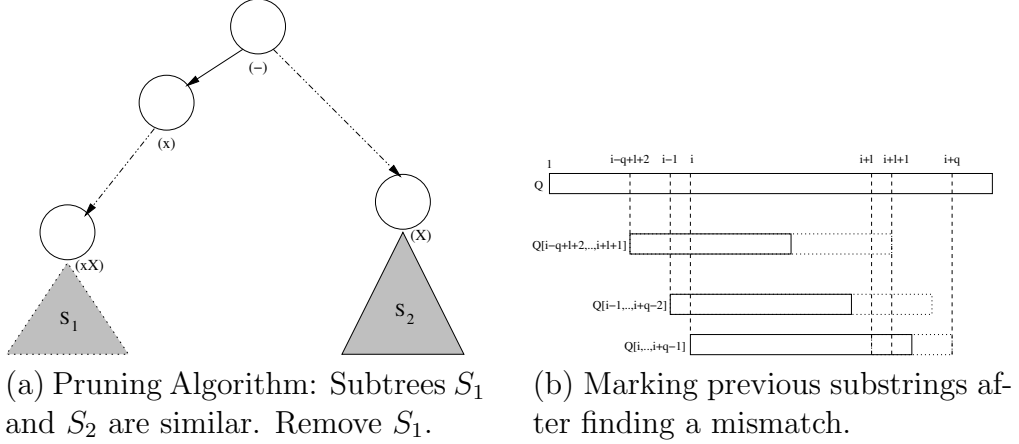 (−)
(x)
(X)
(xX)
S1
S2
(a) Pruning Algorithm: Subtrees S1
and S2 are similar. Remove S1.
1 i−q+l+2 i−1 i i+l i+l+1 i+q
Q
Q[i−q+l+2,..,i+l+1]
Q[i−1,..,i+q−2]
Q[i,..,i+q−1]
(b) Marking previous substrings af-
ter finding a mismatch.